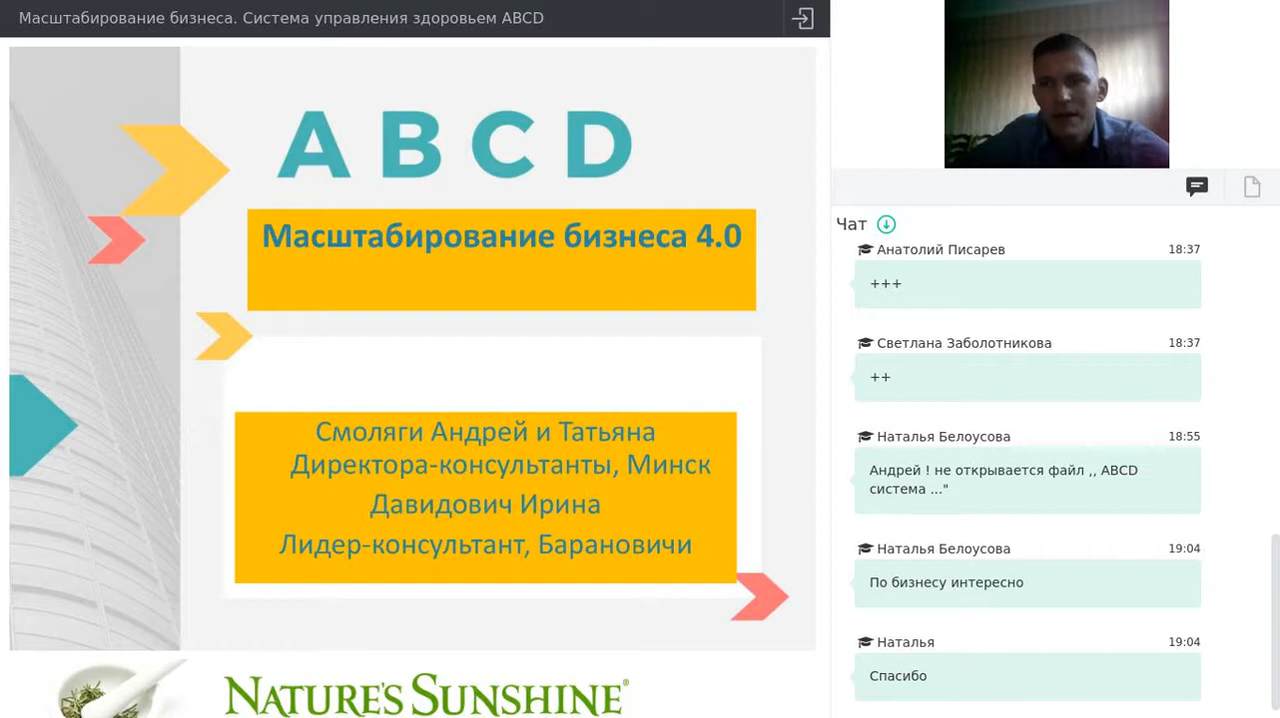 Масштабирование бизнеса. Система управления здоровьем ABCD
A B C D
Масштабирование бизнеса 4.0
Смоляги Андрей и Татьяна
Директора-консультанты, Минск
Давидович Ирина
Лидер-консультант, Барановичи
NATURE'S SUNSHINE®
Чат
Анатолий Писарев 18:37
+++
Светлана Заболотникова 18:37
++
Наталья Белоусова 18:55
Андрей ! не открывается файл ,, ABCD
система ..."
Наталья Белоусова 19:04
По бизнесу интересно
Наталья 19:04
Спасибо